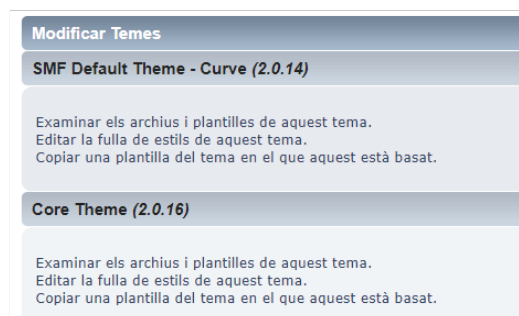 Modificar Temes
SMF Default Theme - Curve (2.0.14)
Examinar els archius i plantilles de aquest tema.
Editar la fulla de estils de aquest tema.
Copiar una plantilla del tema en el que aquest està basat.
Core Theme (2.0.16)
Examinar els archius i plantilles de aquest tema.
Editar la fulla de estils de aquest tema.
Copiar una plantilla del tema en el que aquest està basat.